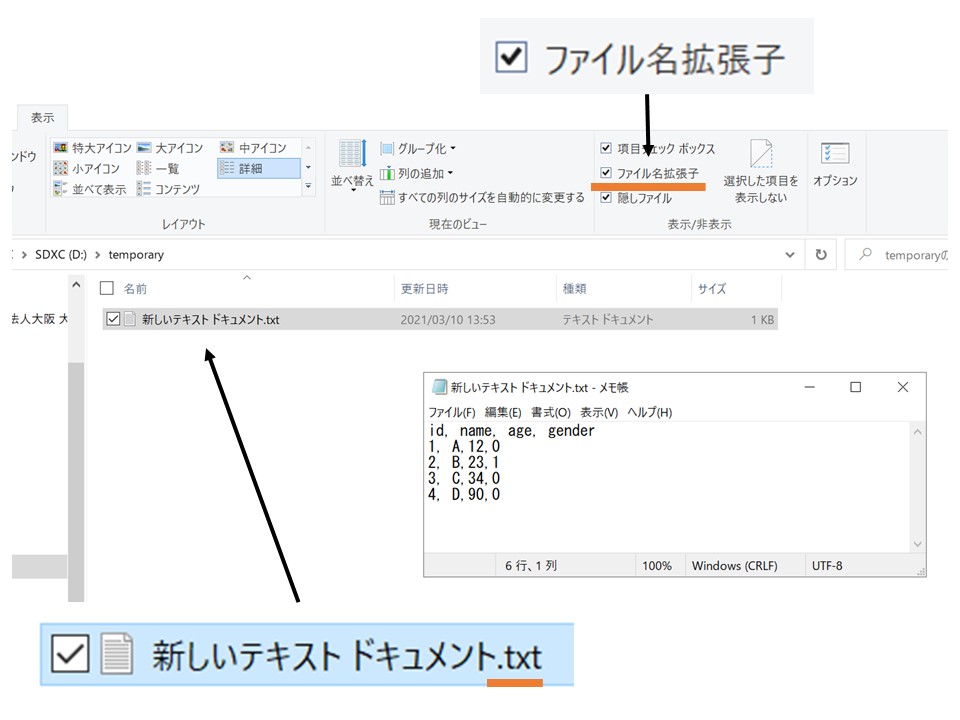 ファイル名拡張子
表示
ンドウ
特大アイコン 大アイコン 中アイコン
小アイコン 一覧 詳細
並べて表示 コンテンツ
レイアウト
並べ替え
グループ化
列の追加
すべての列のサイズを自動的に変更する
現在のビュー
項目チェック ボックス
ファイル名拡張子
隠しファイル
選択した項目を
表示しない
表示/非表示
オプション
SDXC (D:) > temporary
temporaryの
名前 更新日時 種類 サイズ
法人大阪 大
新しいテキスト ドキュメント.txt 2021/03/10 13:53 テキスト ドキュメント 1 KB
新しいテキスト ドキュメント.txt - メモ帳
ファイル(F) 編集(E) 書式(O) 表示(V) ヘルプ(H)
id, name, age, gender
1, A,12,0
2, B,23,1
3, C,34,0
4, D,90,0
6 行、1 列 100% Windows (CRLF) UTF-8
新しいテキスト ドキュメント.txt